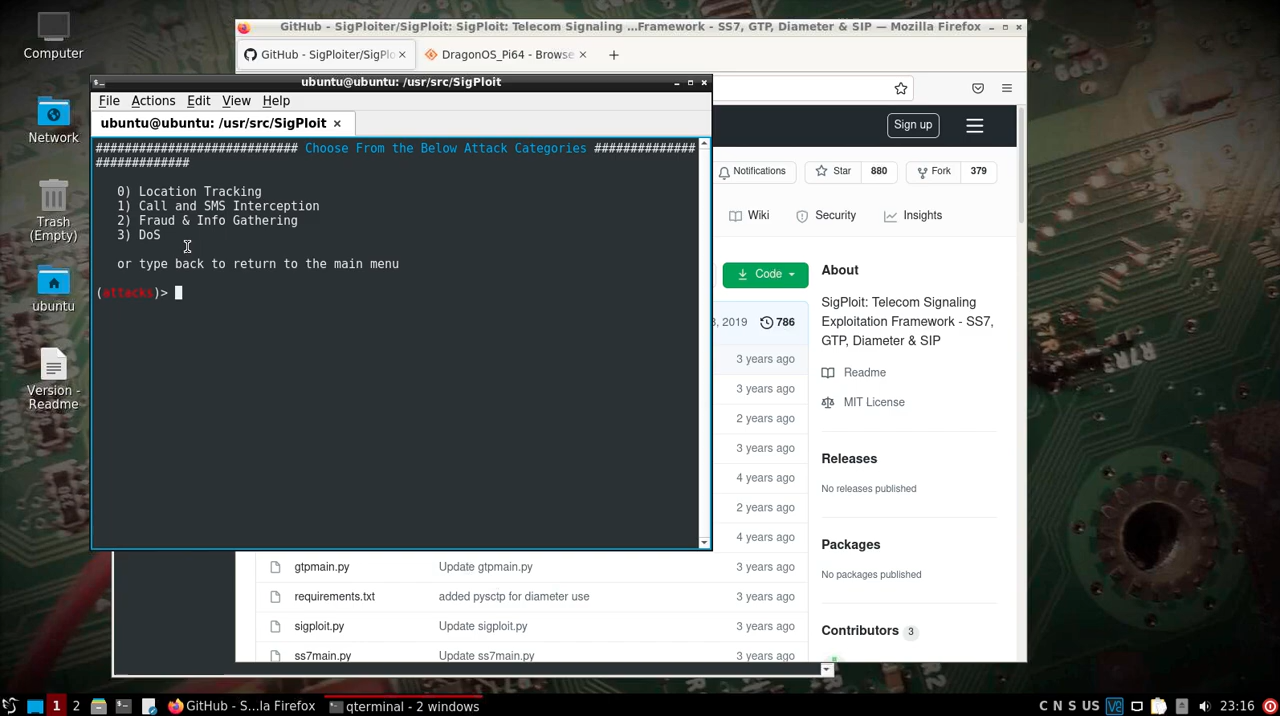 Computer
Network
Trash
(Empty)
ubuntu
Version -
Readme
GitHub - SigPloiter/SigPloit: SigPloit: Telecom Signaling ...Framework - SS7, GTP, Diameter & SIP — Mozilla Firefox
GitHub - SigPloiter/SigPlo
DragonOS_Pi64 - Browse
ubuntu@ubuntu: /usr/src/SigPloit
File Actions Edit View Help
ubuntu@ubuntu: /usr/src/SigPloit
############################ Choose From the Below Attack Categories ##############
#############
0) Location Tracking
1) Call and SMS Interception
2) Fraud & Info Gathering
3) DoS
or type back to return to the main menu
(attacks)>
Sign up
Notifications Star 880 Fork 379
Wiki Security Insights
Code
, 2019 786
3 years ago
3 years ago
2 years ago
3 years ago
4 years ago
2 years ago
4 years ago
gtpmain.py Update gtpmain.py 3 years ago
requirements.txt added pysctp for diameter use 3 years ago
sigploit.py Update sigploit.py 3 years ago
ss7main.py Update ss7main.py 3 years ago
About
SigPloit: Telecom Signaling
Exploitation Framework - SS7,
GTP, Diameter & SIP
Readme
MIT License
Releases
No releases published
Packages
No packages published
Contributors 3
1 2 GitHub - S...la Firefox qterminal - 2 windows C N S US 23:16